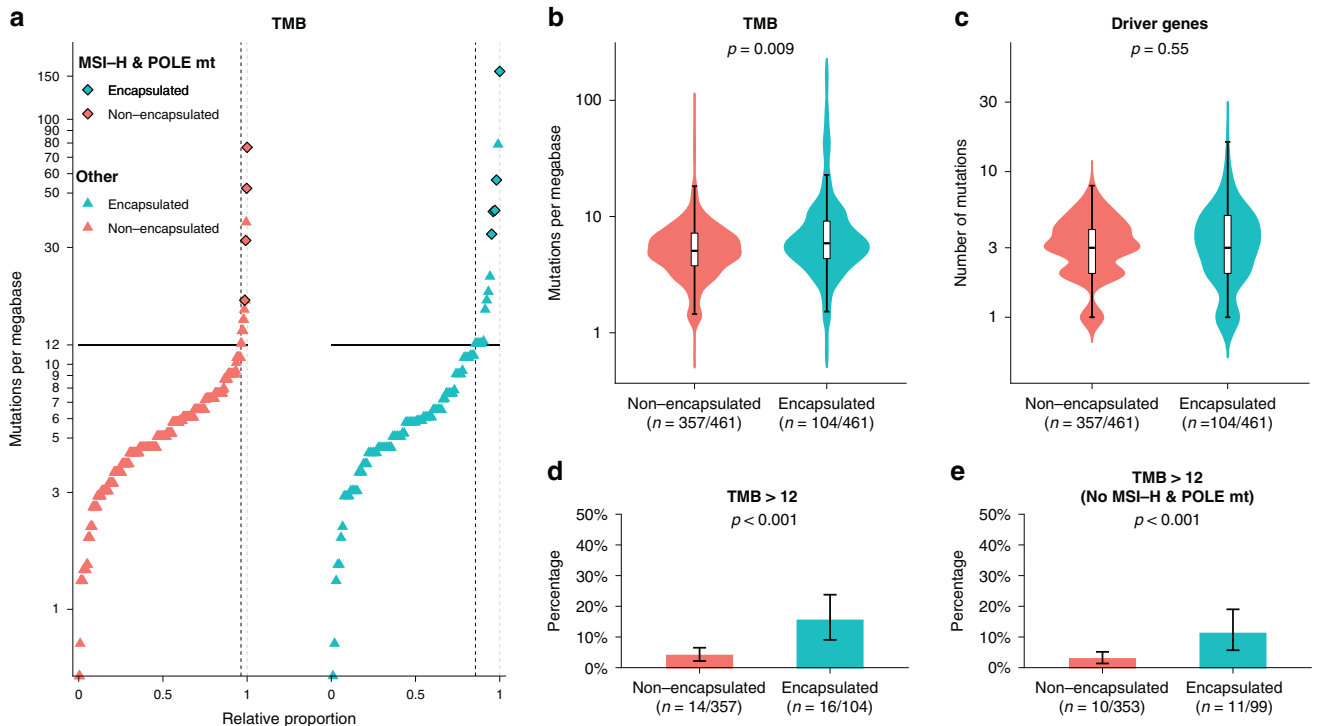 a
TMB
MSI–H & POLE mt
Encapsulated
Non–encapsulated
Other
Encapsulated
Non–encapsulated
Mutations per megabase
150
100
90
80
70
60
50
30
12
10
9
8
7
6
5
3
1
0
0.5
1
0
0.5
1
Relative proportion
b
TMB
p = 0.009
Mutations per megabase
100
10
1
Non–encapsulated
(n = 357/461)
Encapsulated
(n = 104/461)
c
Driver genes
p = 0.55
Number of mutations
30
10
3
1
Non–encapsulated
(n = 357/461)
Encapsulated
(n =104/461)
d
TMB > 12
p < 0.001
Percentage
50%
40%
30%
20%
10%
0%
Non–encapsulated
(n = 14/357)
Encapsulated
(n = 16/104)
e
TMB > 12
(No MSI–H & POLE mt)
p < 0.001
Percentage
50%
40%
30%
20%
10%
0%
Non–encapsulated
(n = 10/353)
Encapsulated
(n = 11/99)